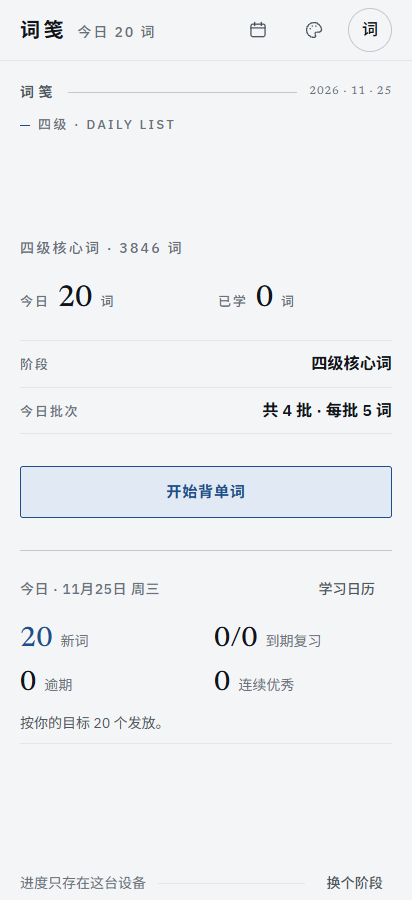 词笺 今日 20 词 词
词笺 2026 · 11 · 25
— 四级 · DAILY LIST
四级核心词 · 3846 词
今日 20 词 已学 0 词
阶段 四级核心词
今日批次 共 4 批 · 每批 5 词
开始背单词
今日 · 11月25日 周三 学习日历
20 新词 0/0 到期复习
0 逾期 0 连续优秀
按你的目标 20 个发放。
进度只存在这台设备 换个阶段